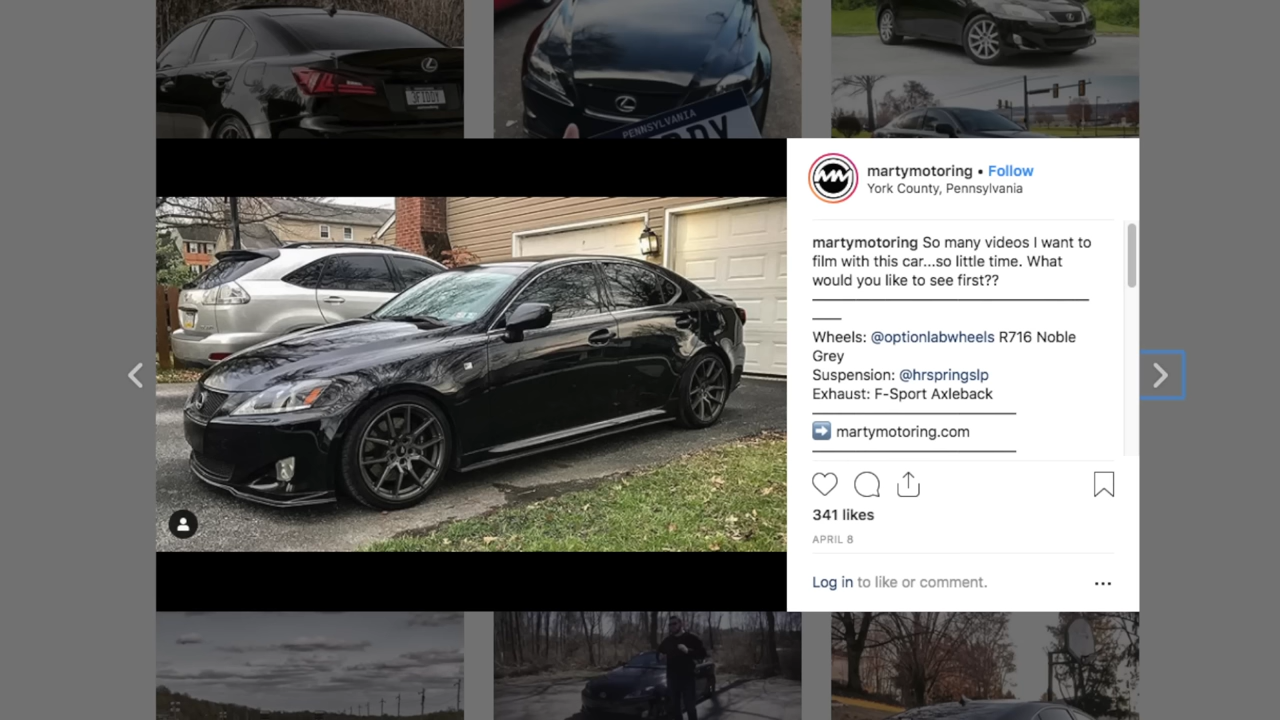 3FIDDY
PENNSYLVANIA
martymotoring • Follow
York County, Pennsylvania
martymotoring So many videos I want to
film with this car...so little time. What
would you like to see first??
Wheels: @optionlabwheels R716 Noble
Grey
Suspension: @hrspringslp
Exhaust: F-Sport Axleback
➡️ martymotoring.com
341 likes
APRIL 8
Log in to like or comment.